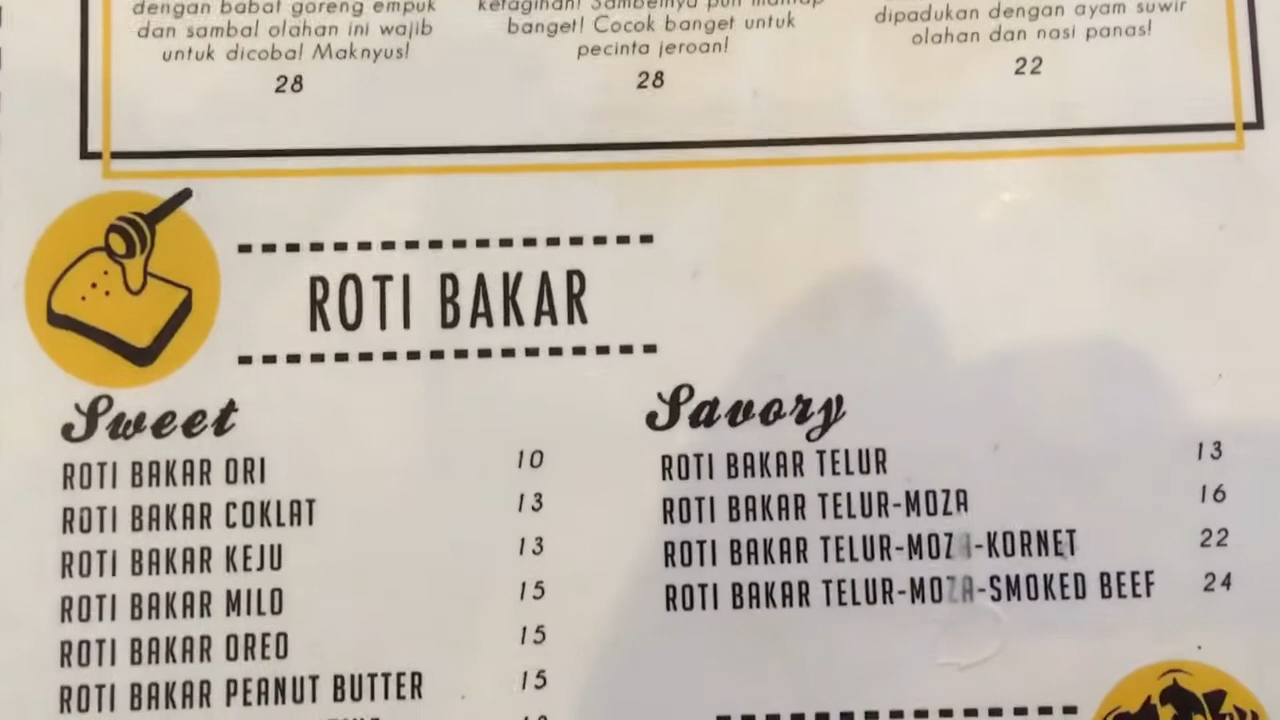 dengan babat goreng empuk
dan sambal olahan ini wajib
untuk dicoba! Maknyus!
28
ketagihan! Sambelnya pun mantap
banget! Cocok banget untuk
pecinta jeroan!
28
dipadukan dengan ayam suwir
olahan dan nasi panas!
22
ROTI BAKAR
Sweet
ROTI BAKAR ORI 10
ROTI BAKAR COKLAT 13
ROTI BAKAR KEJU 13
ROTI BAKAR MILO 15
ROTI BAKAR OREO 15
ROTI BAKAR PEANUT BUTTER 15
Savory
ROTI BAKAR TELUR 13
ROTI BAKAR TELUR-MOZA 16
ROTI BAKAR TELUR-MOZA-KORNET 22
ROTI BAKAR TELUR-MOZA-SMOKED BEEF 24